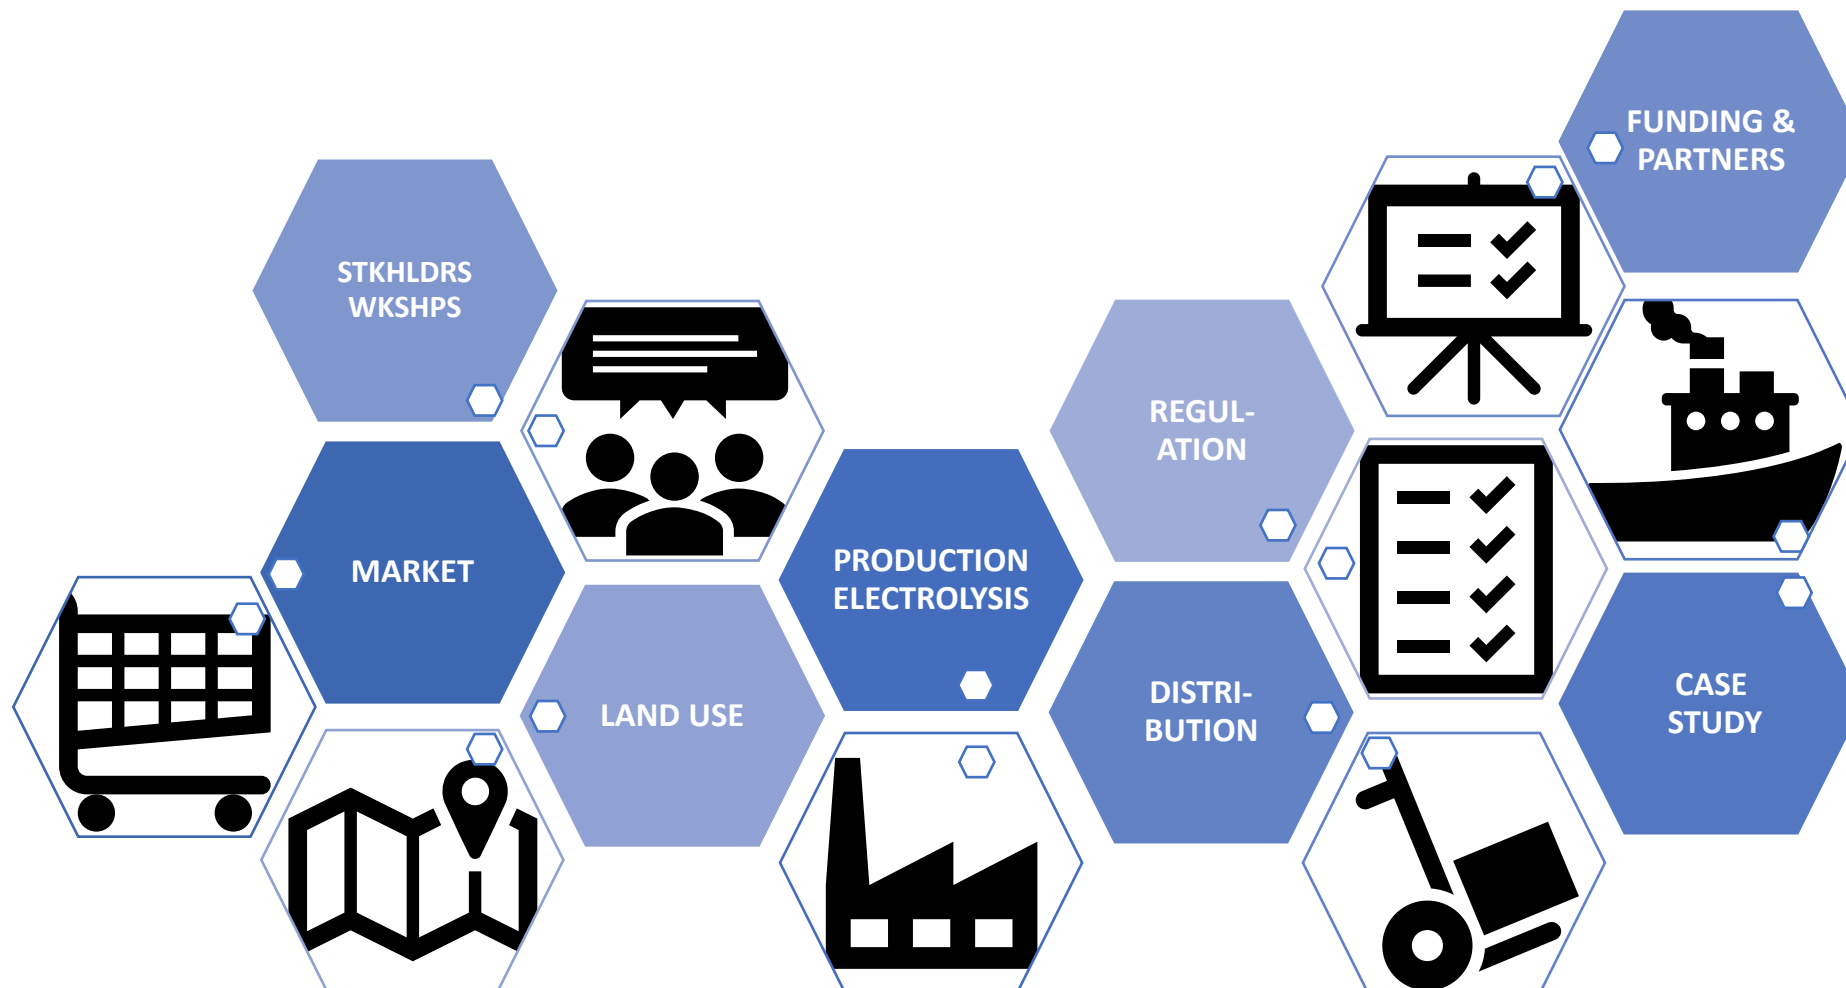 FUNDING &
PARTNERS
STKHLDRS
WKSHPS
REGUL-
ATION
MARKET
PRODUCTION
ELECTROLYSIS
LAND USE
DISTRI-
BUTION
CASE
STUDY